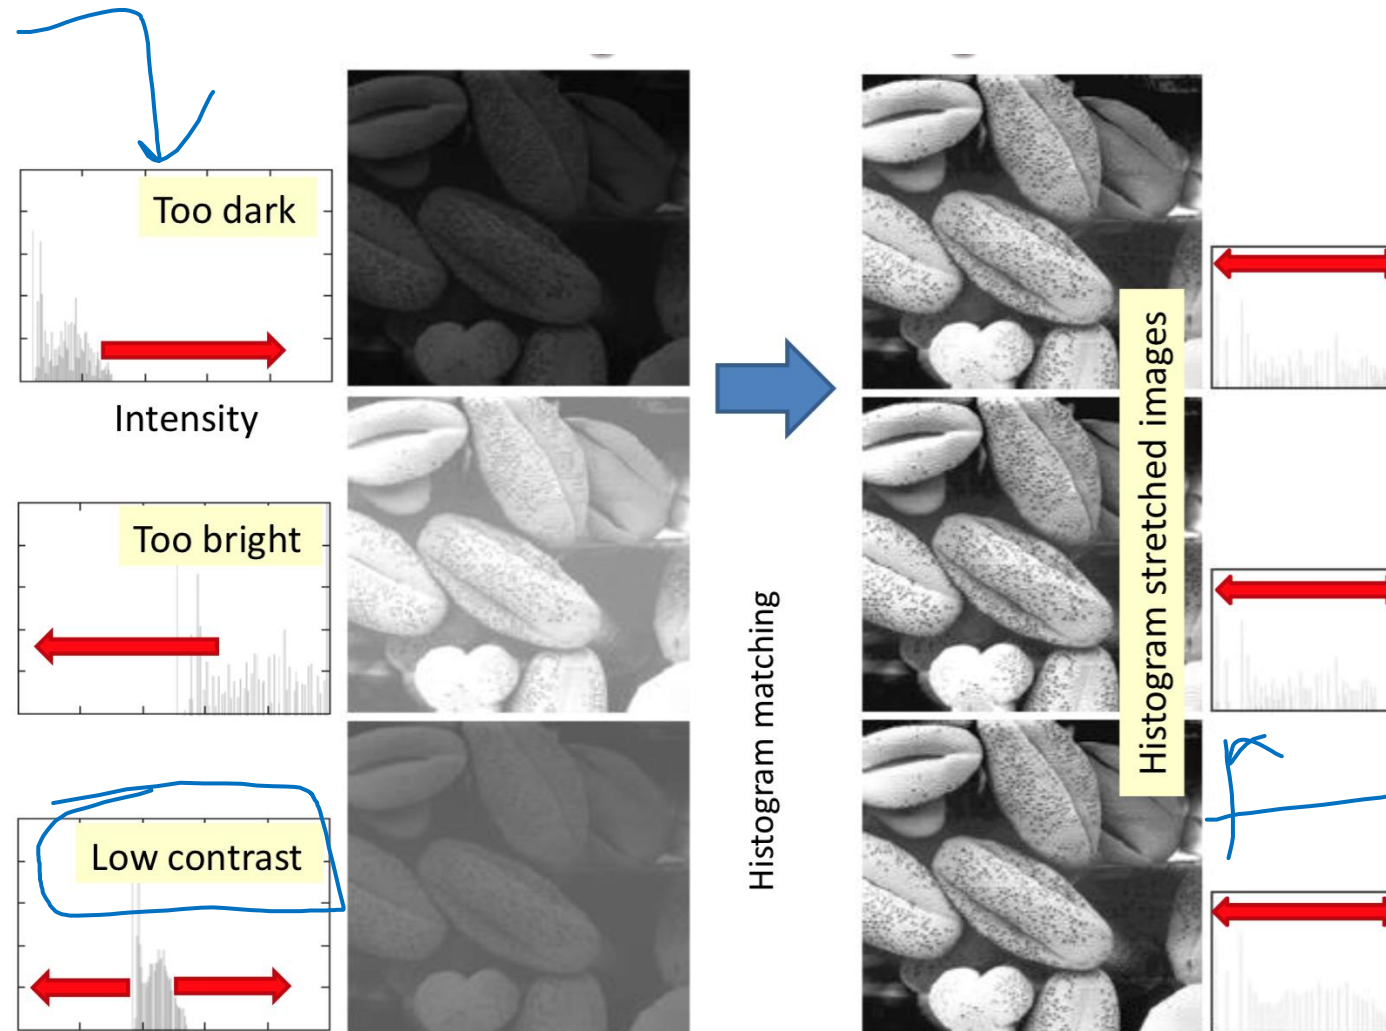 Too dark
Intensity
Too bright
Low contrast
Histogram matching
Histogram stretched images